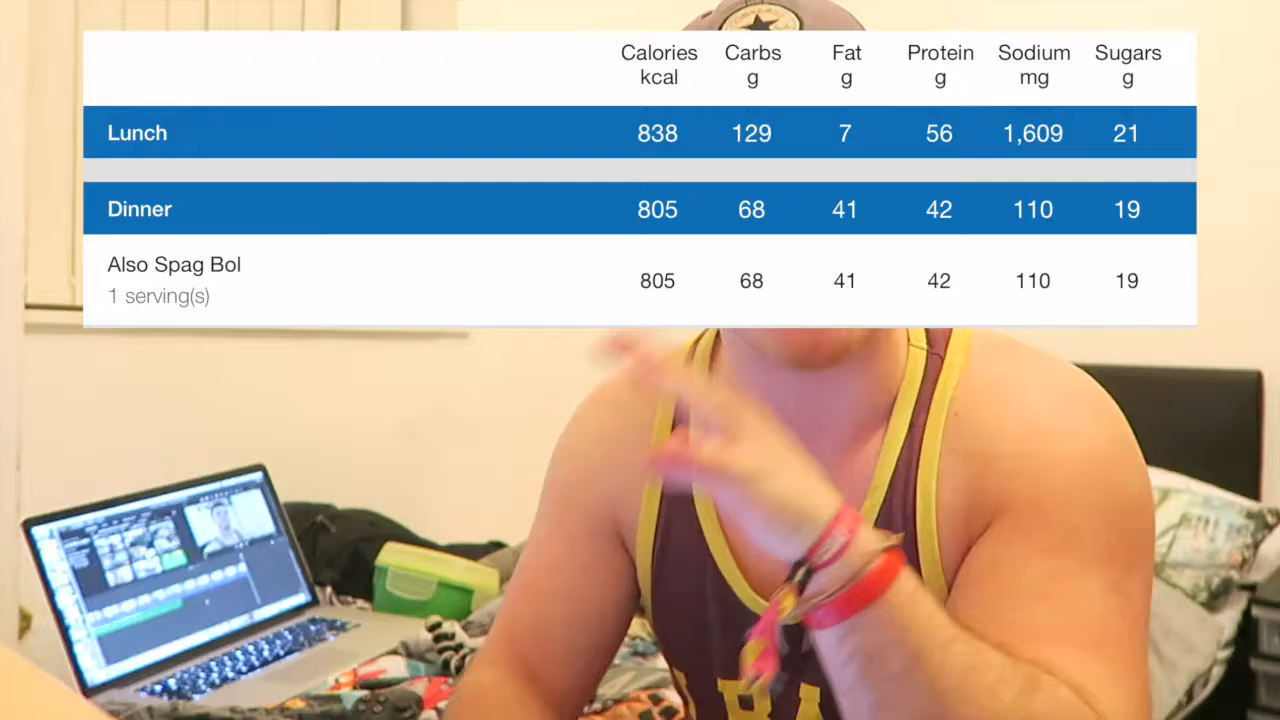 Calories Carbs Fat Protein Sodium Sugars
kcal g g g mg g
Lunch 838 129 7 56 1,609 21
Dinner 805 68 41 42 110 19
Also Spag Bol 805 68 41 42 110 19
1 serving(s)